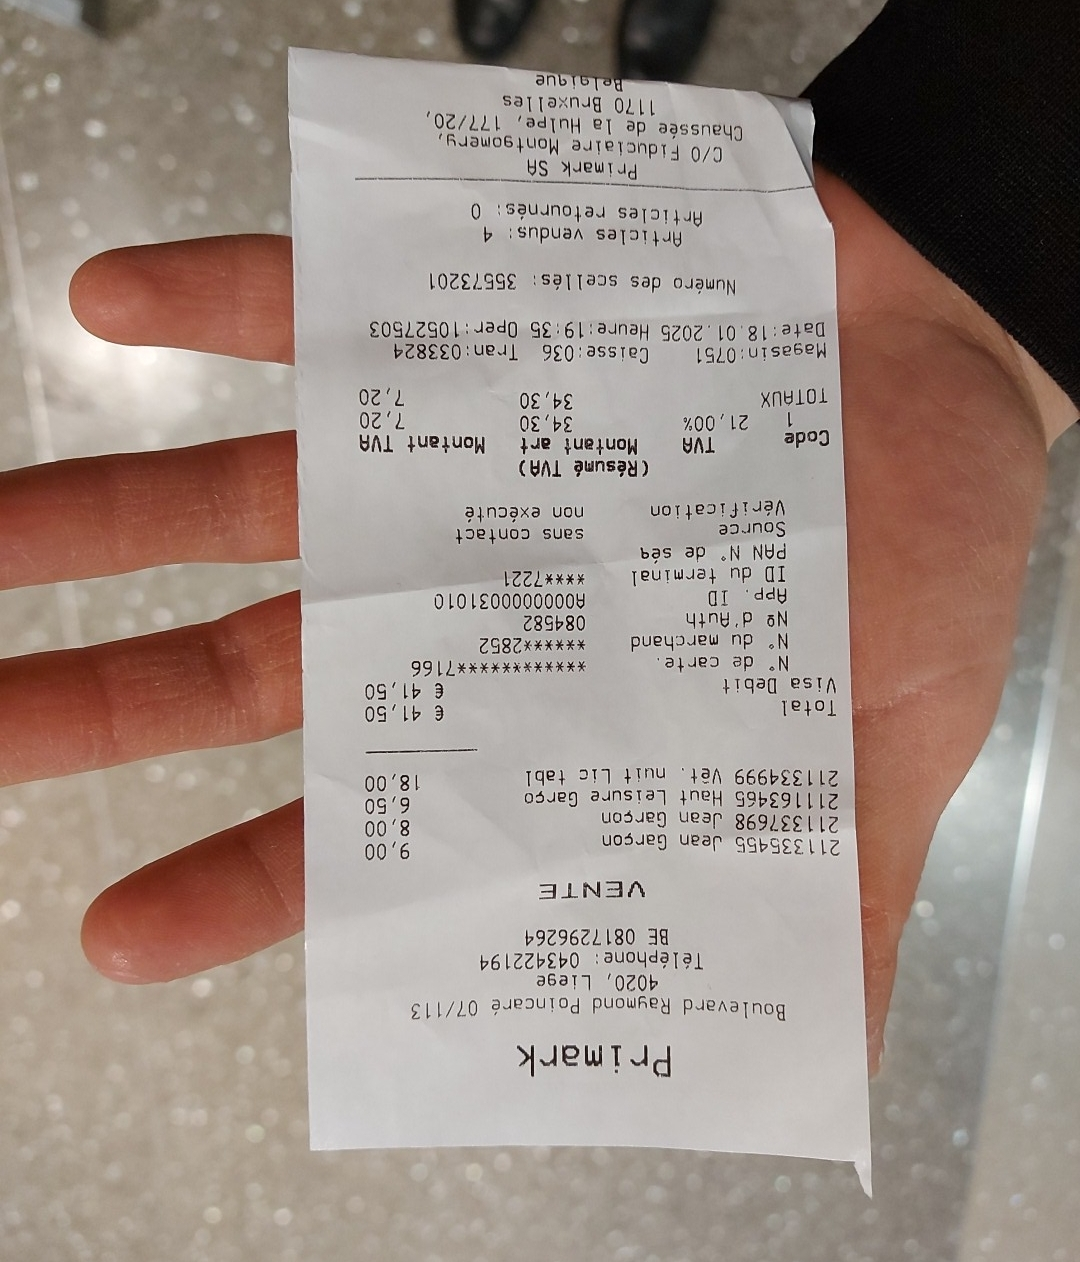 Primark
Boulevard Raymond Poincaré 07/113
4020, Liege
Téléphone: 043422194
BE 0817296264
VENTE
211335455 Jean Garçon 9,00
211337698 Jean Garçon 8,00
211163465 Haut Leisure Garço 6,50
211334999 Vêt. nuit Lic tabl 18,00
Total € 41,50
Visa Debit € 41,50
N° de carte. ************7166
N° du marchand ******2852
Nº d'Auth 084582
App. ID A0000000031010
ID du terminal ****7221
PAN N° de séq
Source sans contact
Vérification non exécuté
(Résumé TVA)
Code TVA Montant art Montant TVA
1 21,00% 34,30 7,20
TOTAUX 34,30 7,20
Magasin:0751 Caisse:036 Tran:033824
Date:18.01.2025 Heure:19:35 Oper:10527503
Numéro des scellés: 35573201
Articles vendus: 4
Articles retournés: 0
Primark SA
C/O Fiduciaire Montgomery,
Chaussée de la Hulpe, 177/20,
1170 Bruxelles
Belgique